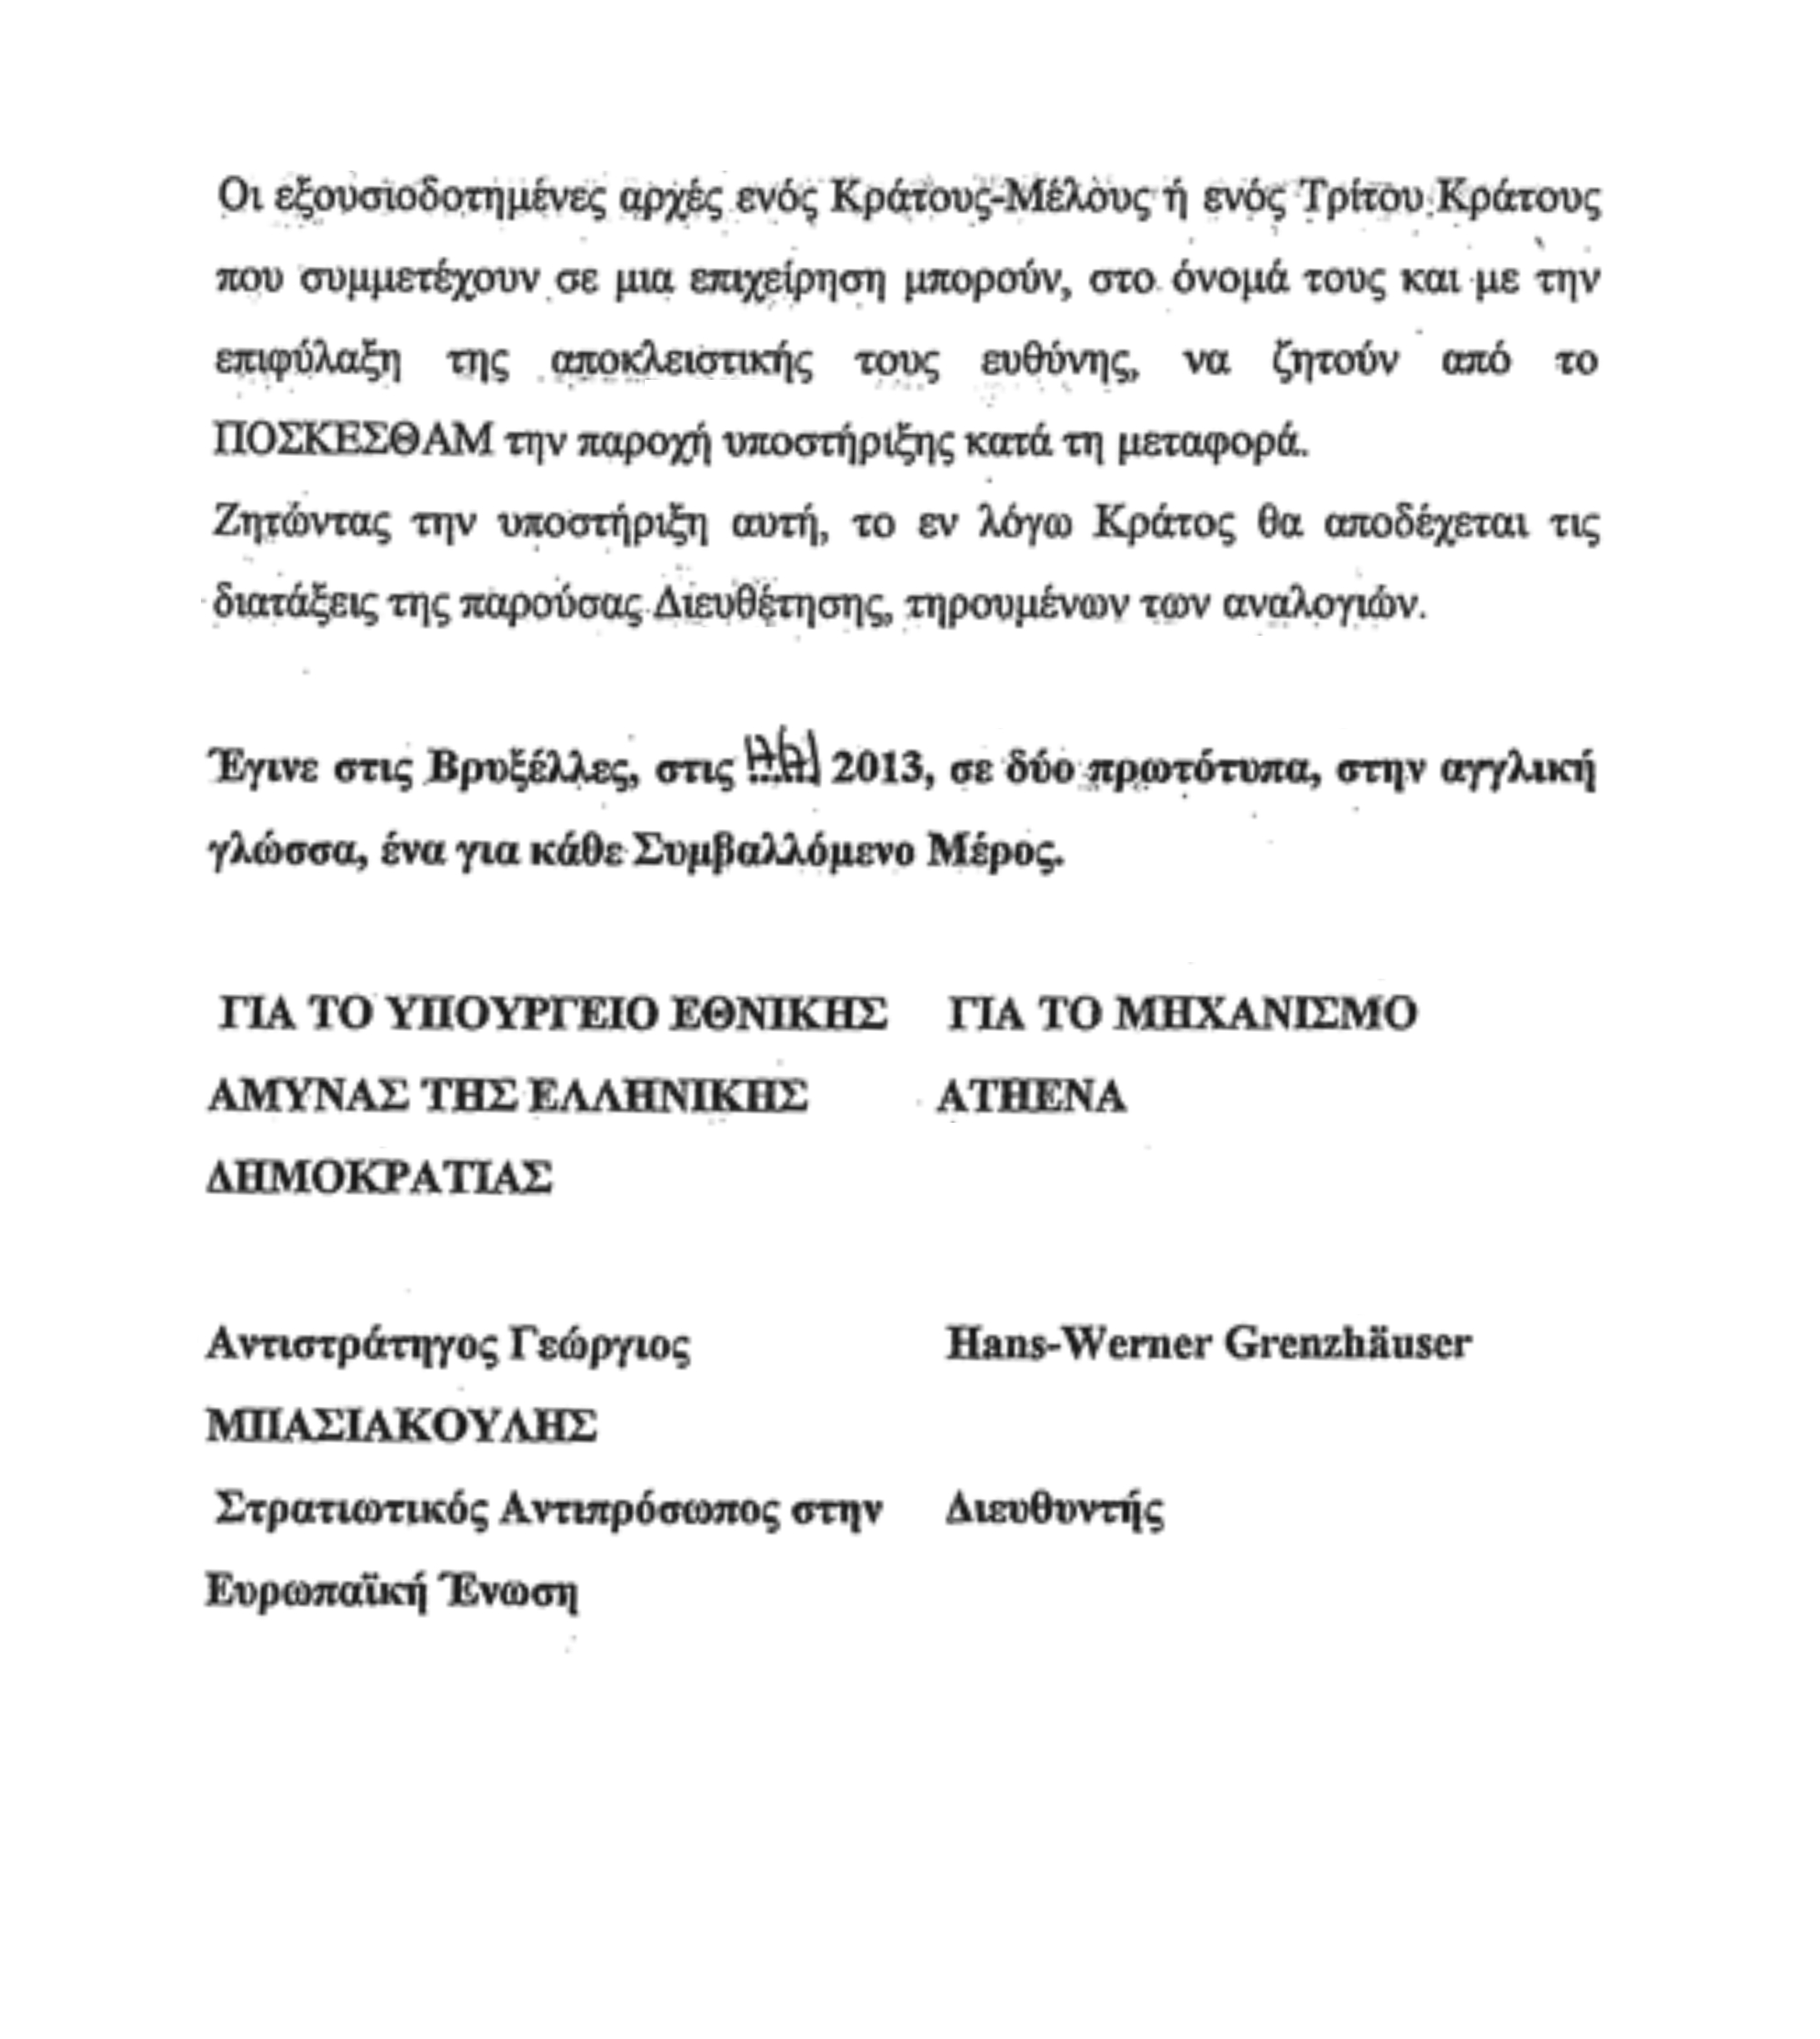 Οι εξουσιοδοτημένες αρχές ενός Κράτους-Μέλους ή ενός Τρίτου Κράτους
που συμμετέχουν σε μια επιχείρηση μπορούν, στο όνομά τους και με την
επιφύλαξη της αποκλειστικής τους ευθύνης, να ζητούν από το
ΠΟΣΚΕΣΘΑΜ την παροχή υποστήριξης κατά τη μεταφορά.
Ζητώντας την υποστήριξη αυτή, το εν λόγω Κράτος θα αποδέχεται τις
διατάξεις της παρούσας Διευθέτησης, τηρουμένων των αναλογιών.
Έγινε στις Βρυξέλλες, στις 2013, σε δύο πρωτότυπα, στην αγγλική
γλώσσα, ένα για κάθε Συμβαλλόμενο Μέρος.
ΓΙΑ ΤΟ ΥΠΟΥΡΓΕΙΟ ΕΘΝΙΚΗΣ
ΑΜΥΝΑΣ ΤΗΣ ΕΛΛΗΝΙΚΗΣ
ΔΗΜΟΚΡΑΤΙΑΣ
ΓΙΑ ΤΟ ΜΗΧΑΝΙΣΜΟ
ATHENA
Αντιστράτηγος Γεώργιος
ΜΠΑΣΙΑΚΟΥΛΗΣ
Στρατιωτικός Αντιπρόσωπος στην
Ευρωπαϊκή Ένωση
Hans-Werner Grenzhäuser
Διευθυντής